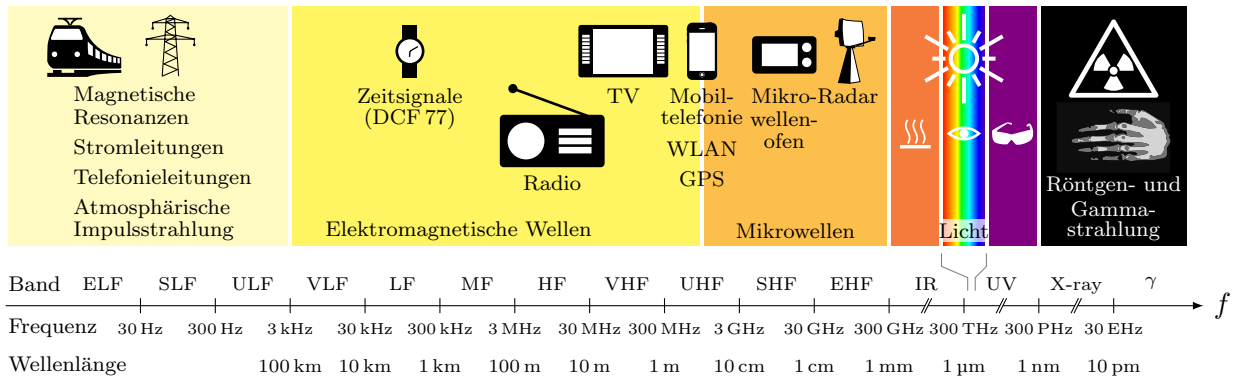 Magnetische
Resonanzen
Stromleitungen
Telefonieleitungen
Atmosphärische
Impulsstrahlung
Zeitsignale
(DCF 77)
Radio
TV
Mobil-
telefonie
WLAN
GPS
Elektromagnetische Wellen
Mikro-
wellen-
ofen
Radar
Mikrowellen
Licht
Röntgen- und
Gamma-
strahlung
Band ELF SLF ULF VLF LF MF HF VHF UHF SHF EHF IR UV X-ray γ
f
Frequenz 30 Hz 300 Hz 3 kHz 30 kHz 300 kHz 3 MHz 30 MHz 300 MHz 3 GHz 30 GHz 300 GHz 300 THz 300 PHz 30 EHz
Wellenlänge 100 km 10 km 1 km 100 m 10 m 1 m 10 cm 1 cm 1 mm 1 µm 1 nm 10 pm